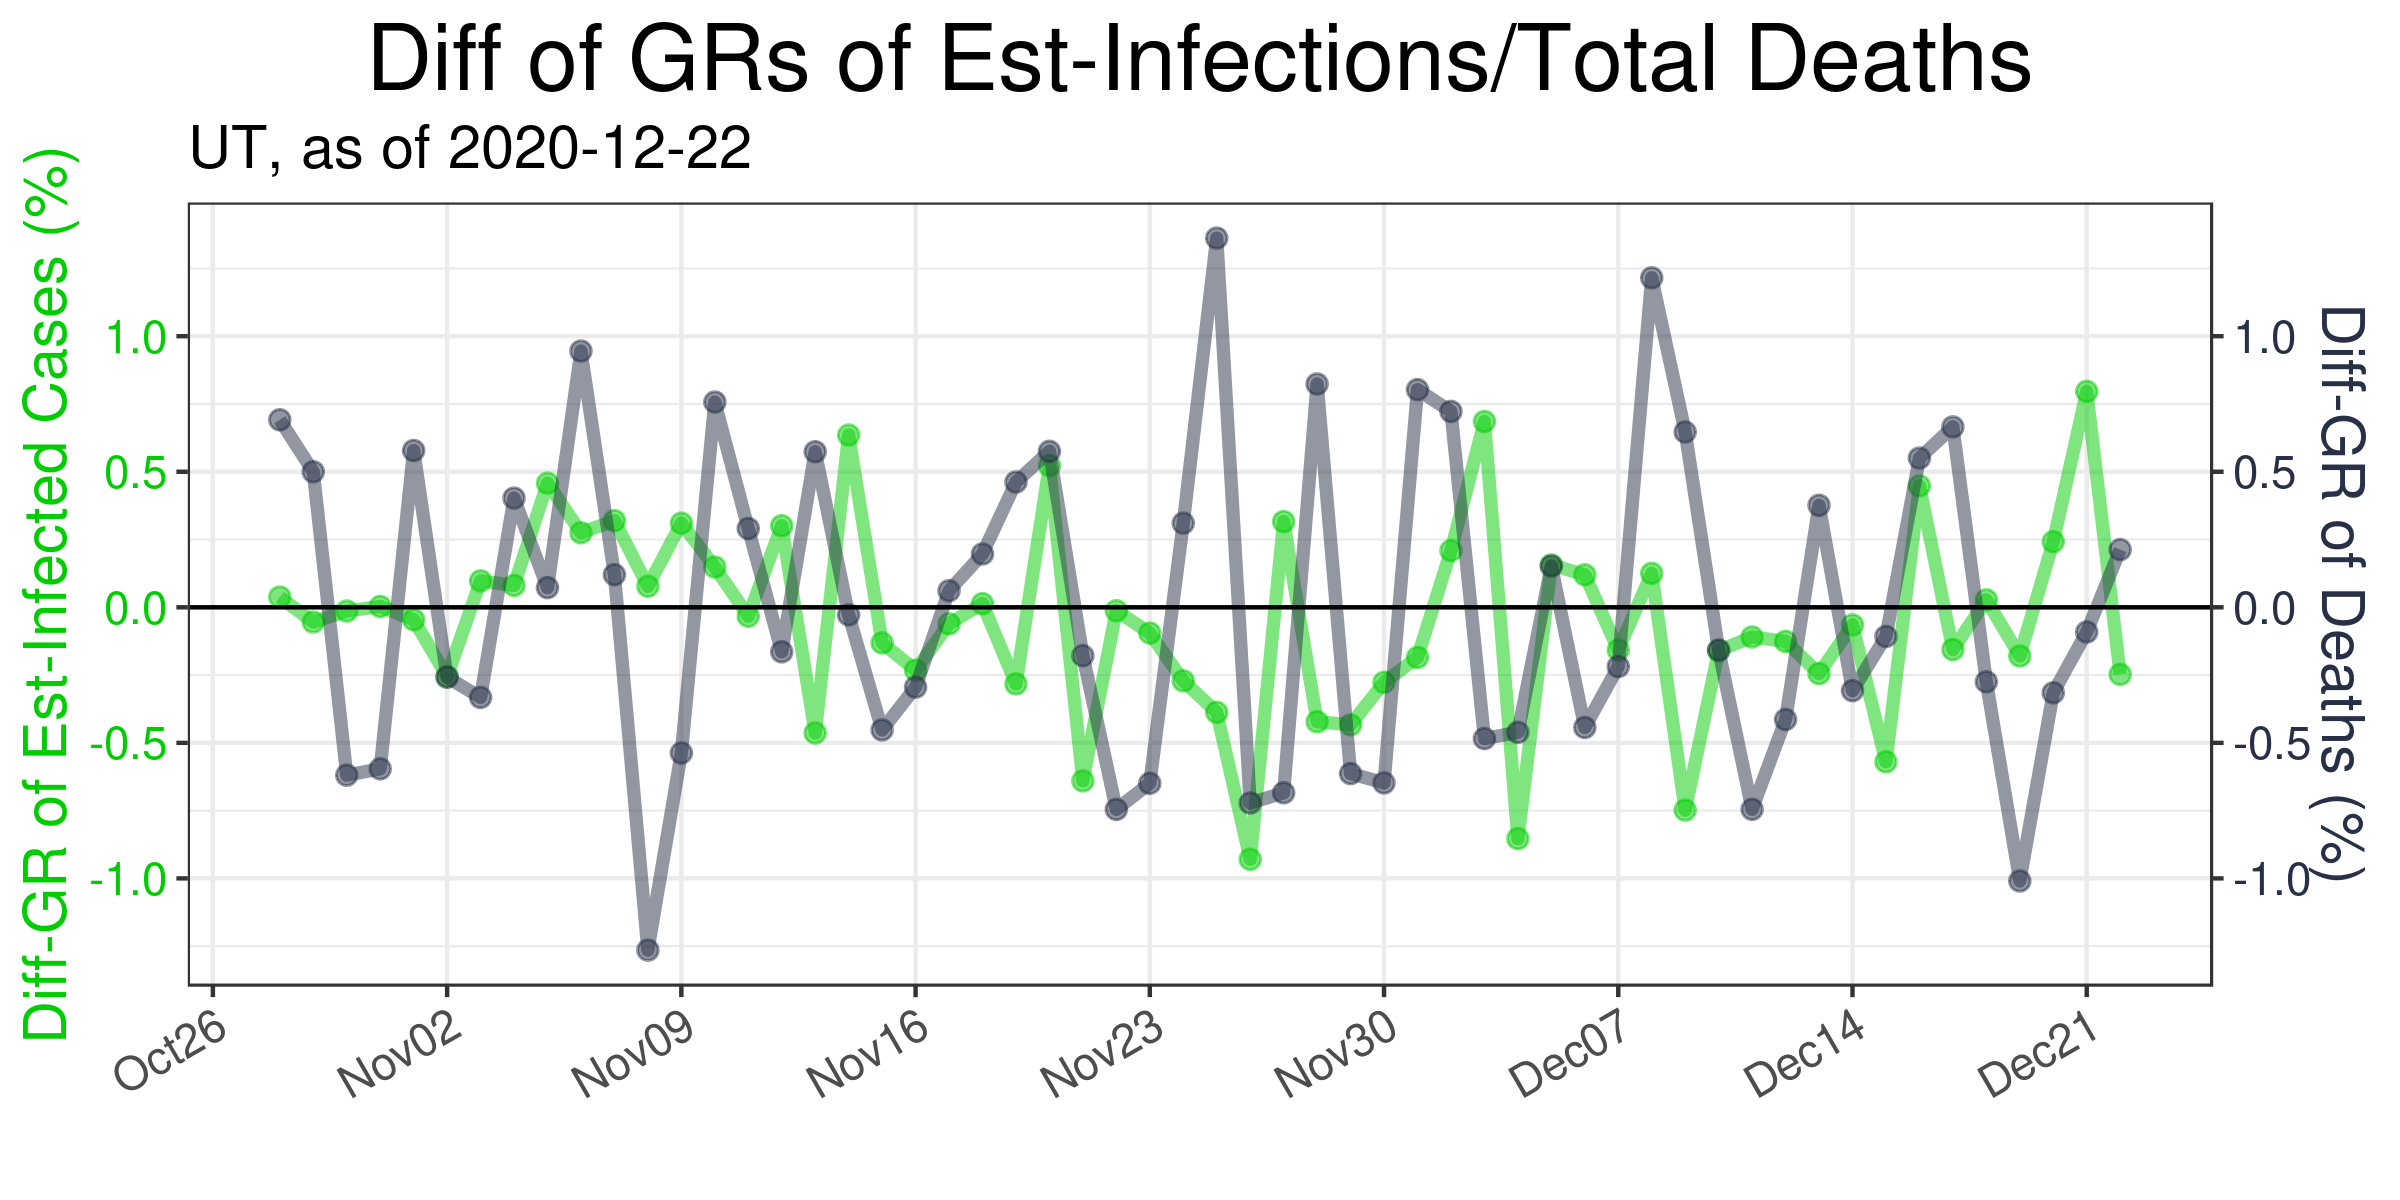 Diff of GRs of Est-Infections/Total Deaths
UT, as of 2020-12-22
Diff-GR of Est-Infected Cases (%)
1.0
0.5
0.0
-0.5
-1.0
1.0
0.5
0.0
-0.5
-1.0
Diff-GR of Deaths (%)
Oct26
Nov02
Nov09
Nov16
Nov23
Nov30
Dec07
Dec14
Dec21